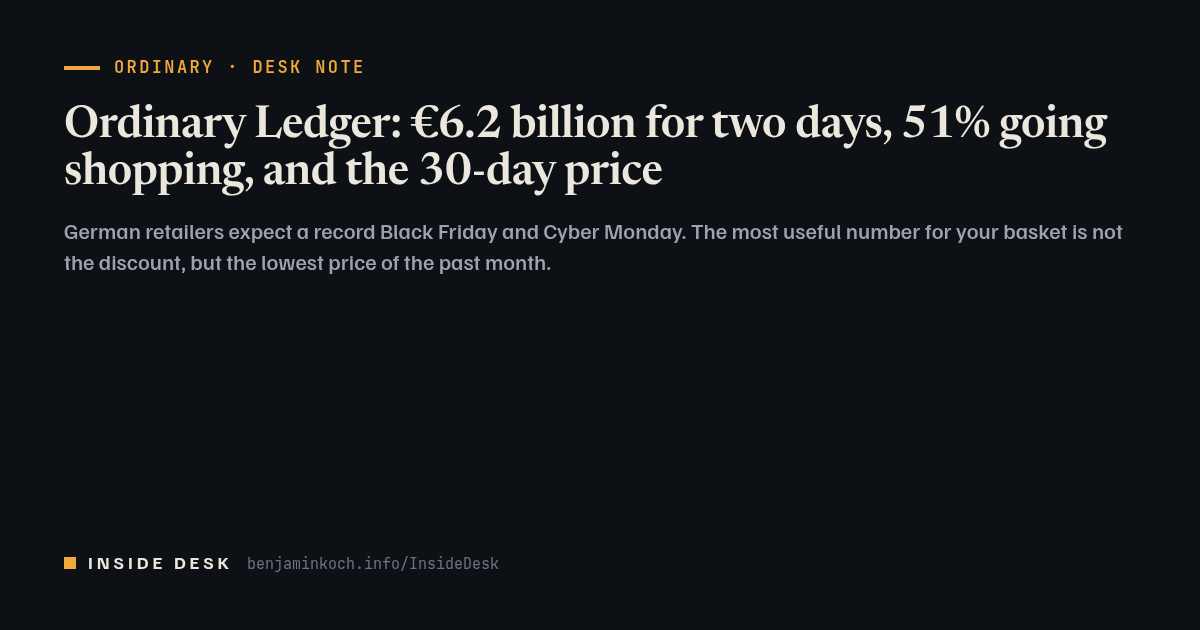 ORDINARY · DESK NOTE
Ordinary Ledger: €6.2 billion for two days, 51% going
shopping, and the 30-day price
German retailers expect a record Black Friday and Cyber Monday. The most useful number for your basket is not
the discount, but the lowest price of the past month.
INSIDE DESK benjaminkoch.info/InsideDesk